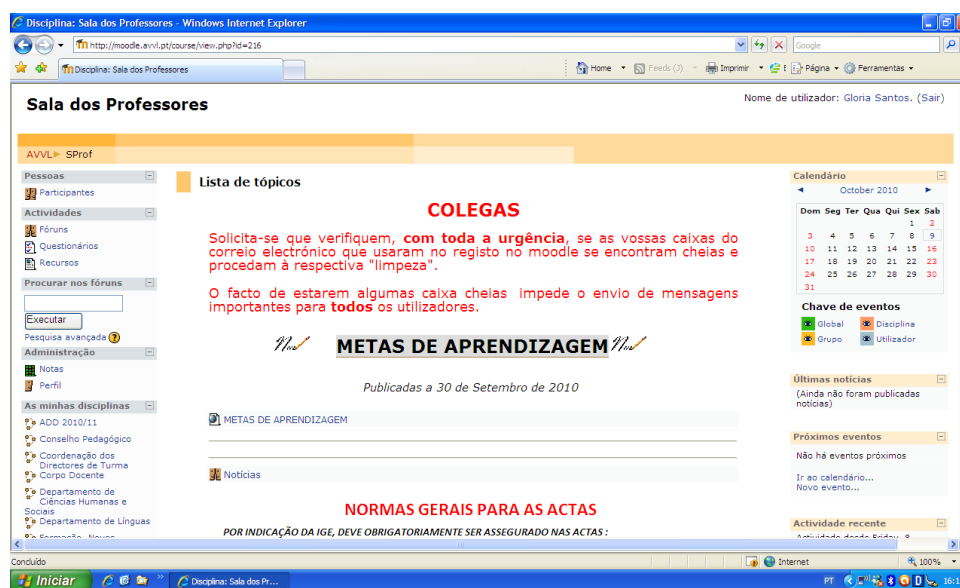 Disciplina: Sala dos Professores - Windows Internet Explorer
http://moodle.avvl.pt/course/view.php?id=216
Google
Disciplina: Sala dos Professores
Home
Feeds (J)
Imprimir
Página
Ferramentas
Sala dos Professores
Nome de utilizador: Gloria Santos. (Sair)
AVVL► SProf
Pessoas
Participantes
Actividades
Fóruns
Questionários
Recursos
Procurar nos fóruns
Executar
Pesquisa avançada ?
Administração
Notas
Perfil
As minhas disciplinas
ADD 2010/11
Conselho Pedagógico
Coordenação dos
Directores de Turma
Corpo Docente
Departamento de
Ciências Humanas e
Sociais
Departamento de Línguas
Formação Novos
Lista de tópicos
COLEGAS
Solicita-se que verifiquem, com toda a urgência, se as vossas caixas do
correio electrónico que usaram no registo no moodle se encontram cheias e
procedam à respectiva "limpeza".
O facto de estarem algumas caixa cheias impede o envio de mensagens
importantes para todos os utilizadores.
METAS DE APRENDIZAGEM
Publicadas a 30 de Setembro de 2010
METAS DE APRENDIZAGEM
Notícias
NORMAS GERAIS PARA AS ACTAS
POR INDICAÇÃO DA IGE, DEVE OBRIGATORIAMENTE SER ASSEGURADO NAS ACTAS :
Calendário
◄ October 2010 ►
Dom Seg Ter Qua Qui Sex Sab
1 2
3 4 5 6 7 8 9
10 11 12 13 14 15 16
17 18 19 20 21 22 23
24 25 26 27 28 29 30
31
Chave de eventos
Global Disciplina
Grupo Utilizador
Últimas notícias
(Ainda não foram publicadas
notícias)
Próximos eventos
Não há eventos próximos
Ir ao calendário...
Novo evento...
Actividade recente
Actividade desde Friday, 8
Concluído
Internet
100%
Iniciar
Disciplina: Sala dos Pr...
PT